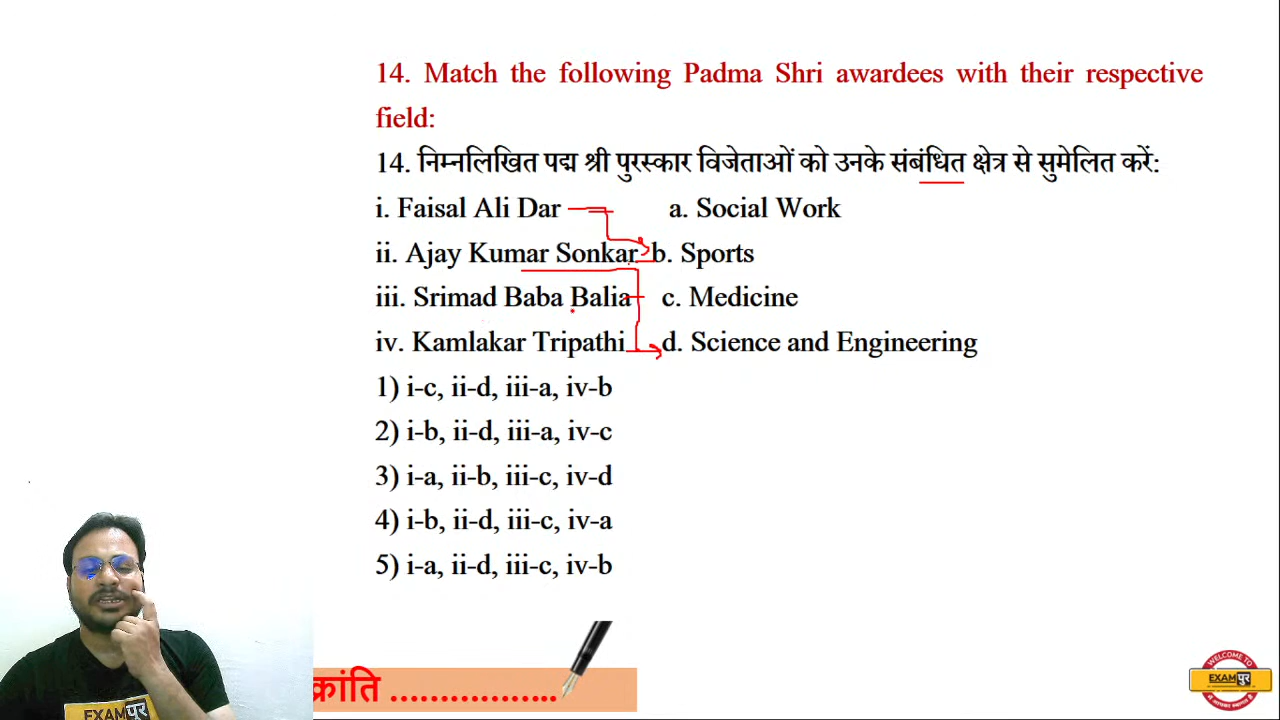 14. Match the following Padma Shri awardees with their respective
field:
14. निम्नलिखित पद्म श्री पुरस्कार विजेताओं को उनके संबंधित क्षेत्र से सुमेलित करें:
i. Faisal Ali Dar a. Social Work
ii. Ajay Kumar Sonkar b. Sports
iii. Srimad Baba Balia c. Medicine
iv. Kamlakar Tripathi d. Science and Engineering
1) i-c, ii-d, iii-a, iv-b
2) i-b, ii-d, iii-a, iv-c
3) i-a, ii-b, iii-c, iv-d
4) i-b, ii-d, iii-c, iv-a
5) i-a, ii-d, iii-c, iv-b
क्रांति ..................
WELCOME TO
EXAMপুর
EXAMपुर